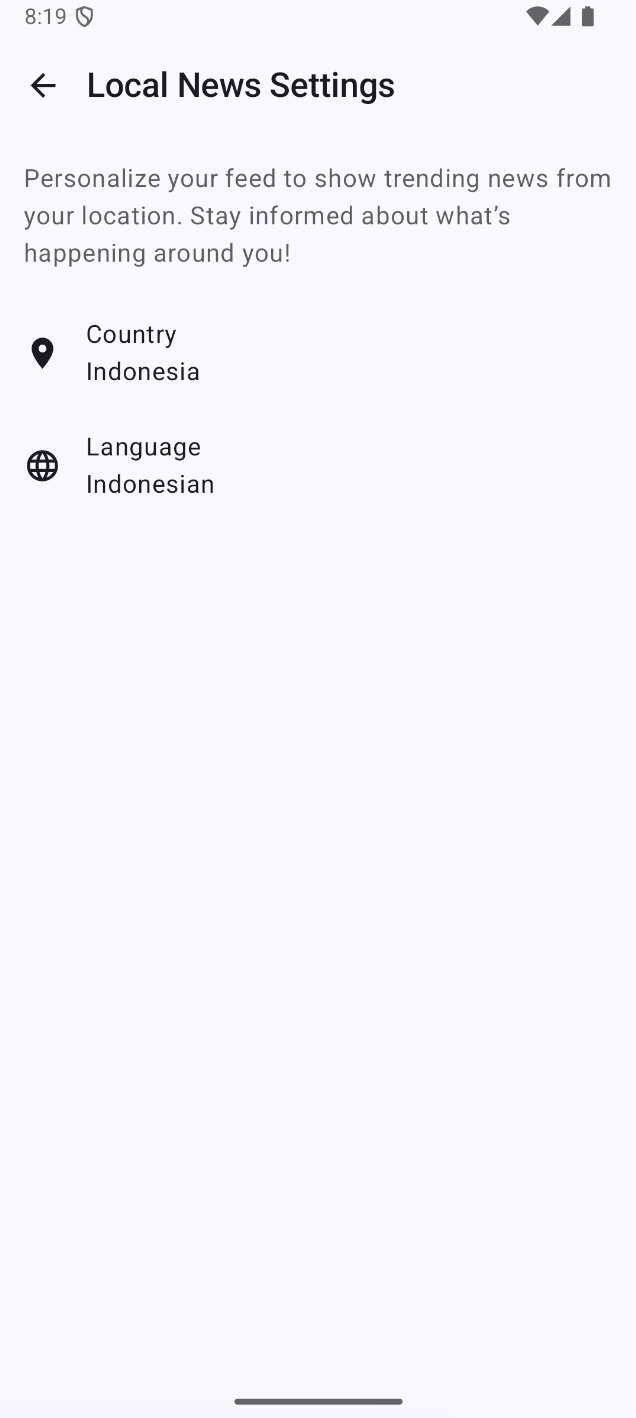 8:19
Local News Settings
Personalize your feed to show trending news from
your location. Stay informed about what’s
happening around you!
Country
Indonesia
Language
Indonesian